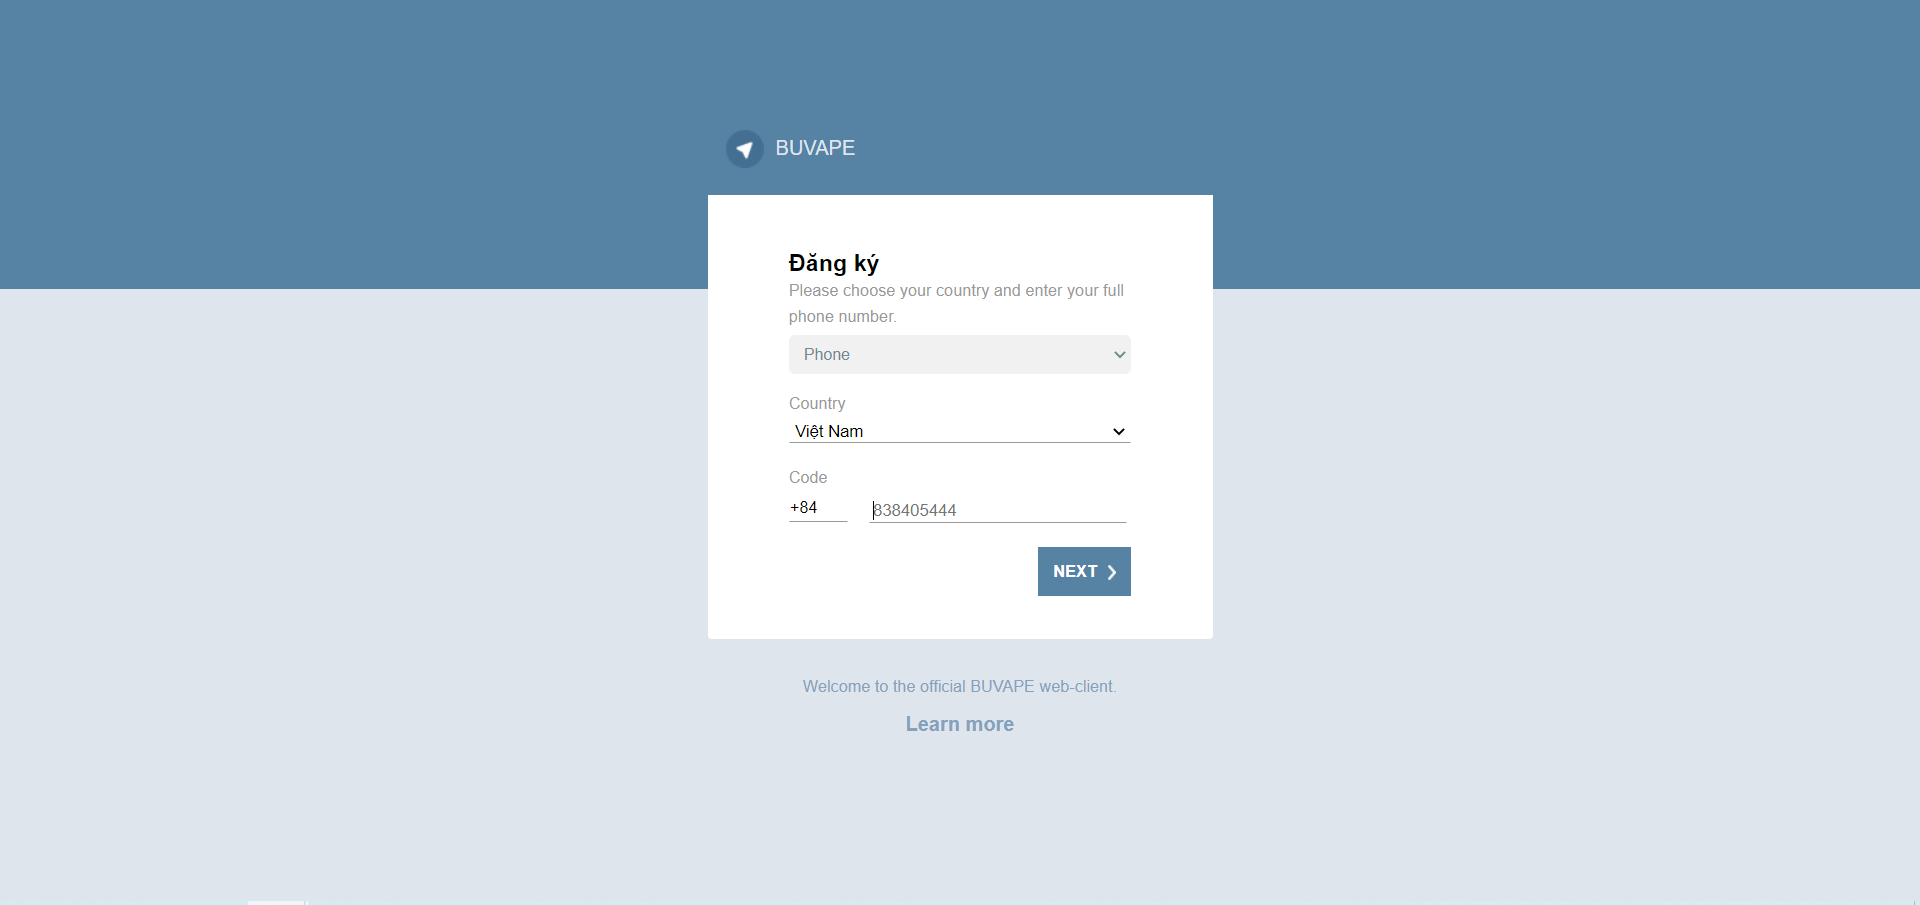 BUVAPE
Đăng ký
Please choose your country and enter your full
phone number.
Phone
Country
Việt Nam
Code
+84 838405444
NEXT
Welcome to the official BUVAPE web-client.
Learn more